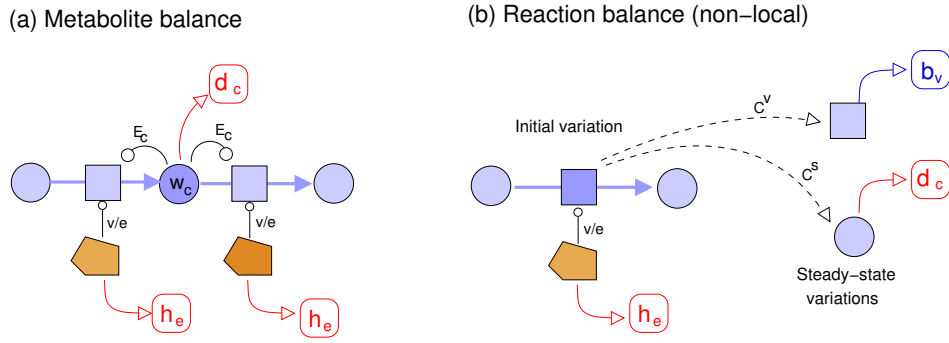 (a) Metabolite balance
d c
E c
E c
w c
v/e
v/e
h e
h e
(b) Reaction balance (non−local)
b v
C v
Initial variation
C s
d c
v/e
Steady−state
variations
h e